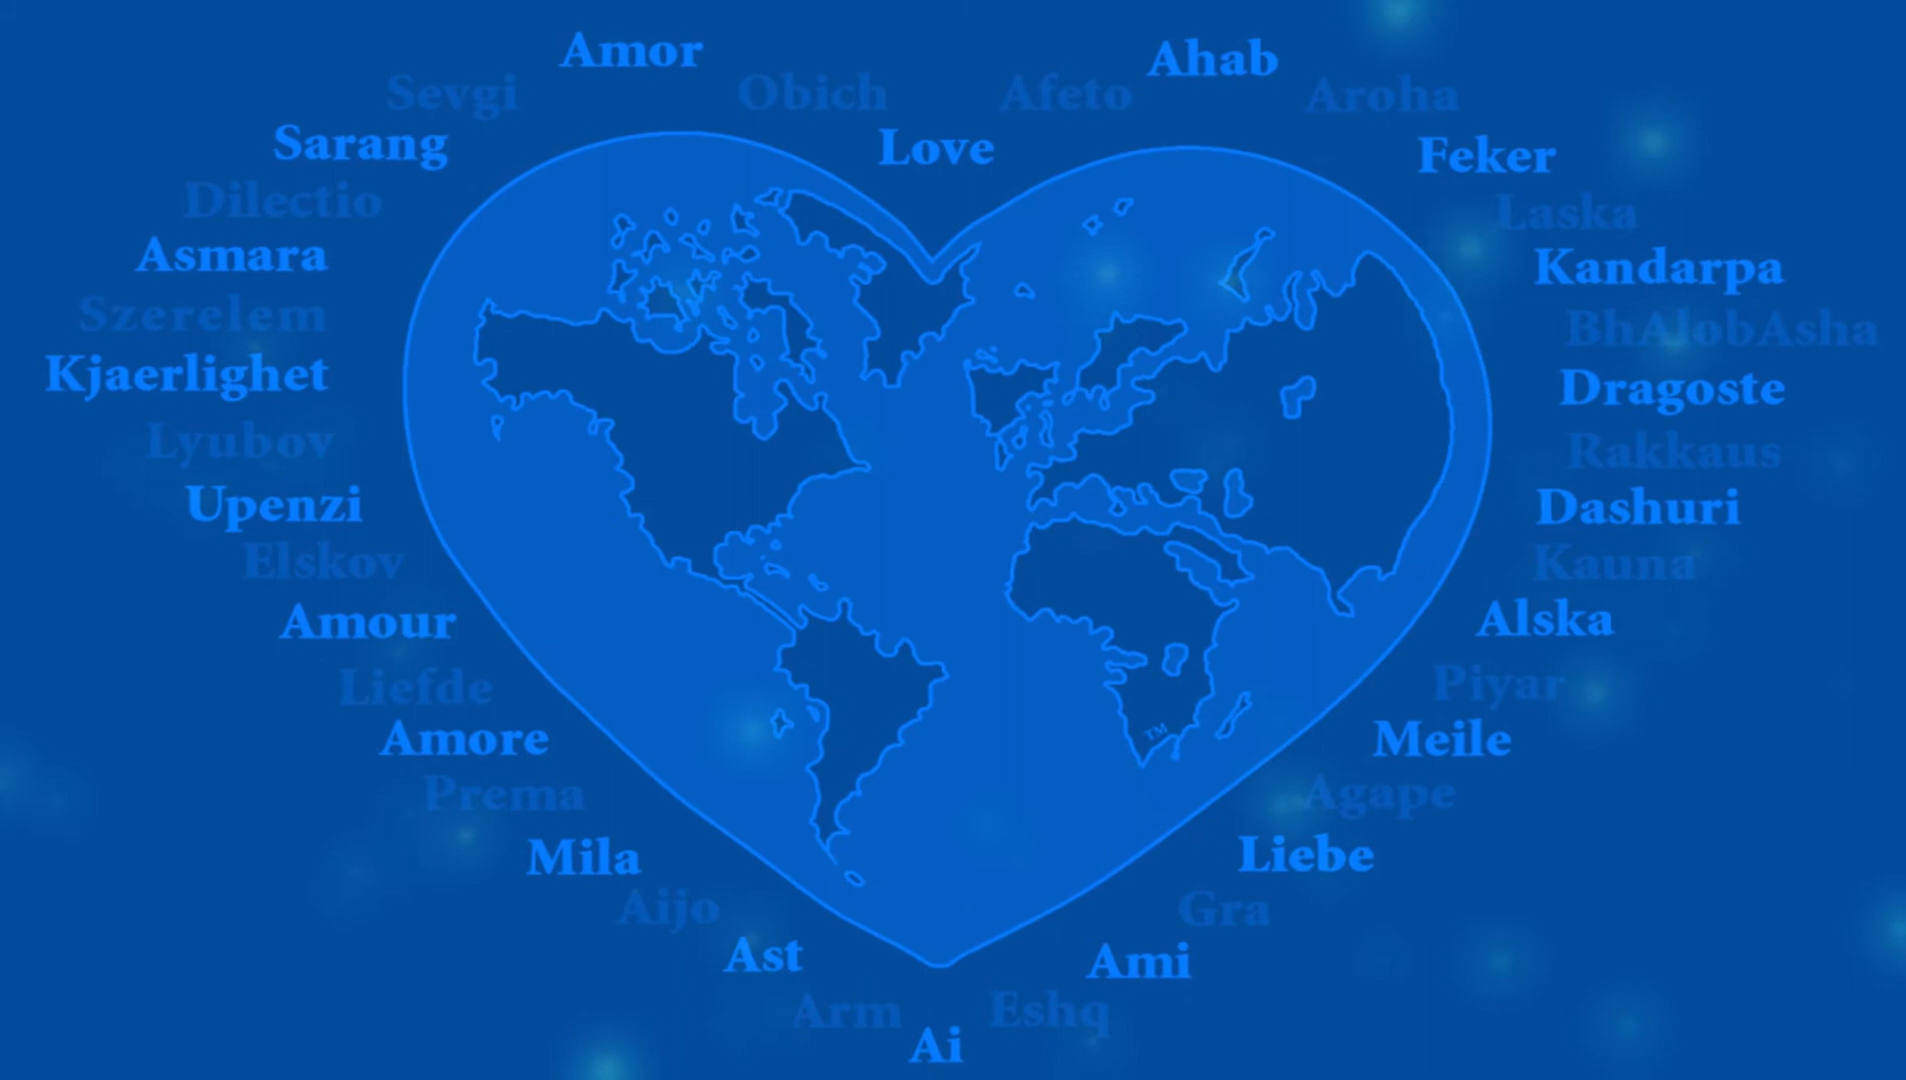 Amor
Ahab
Sevgi
Obich
Afeto
Aroha
Sarang
Love
Feker
Dilectio
Laska
Asmara
Kandarpa
Szerelem
BhAlobAsha
Kjaerlighet
Dragoste
Lyubov
Rakkaus
Upenzi
Dashuri
Elskov
Kauna
Amour
Alska
Liefde
Piyar
TM
Amore
Meile
Prema
Agape
Mila
Liebe
Aijo
Gra
Ast
Ami
Arm
Eshq
Ai